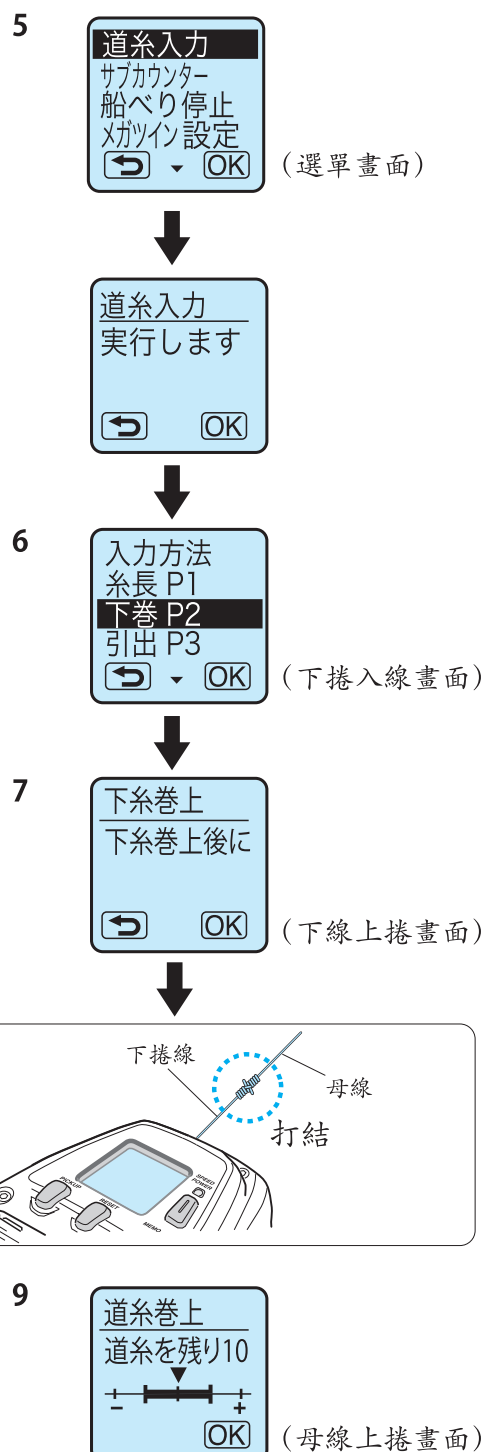 5
道糸入力
サブカウンター
船べり停止
メガツイン 設定
OK
(選單畫面)
道糸入力
実行します
OK
6
入力方法
糸長 P1
下巻 P2
引出 P3
OK
(下捲入線畫面)
7
下糸巻上
下糸巻上後に
OK
(下線上捲畫面)
下捲線
母線
打結
PICKUP
RESET
MEMO
SPEED
POWER
9
道糸巻上
道糸を残り10
- +
OK
(母線上捲畫面)